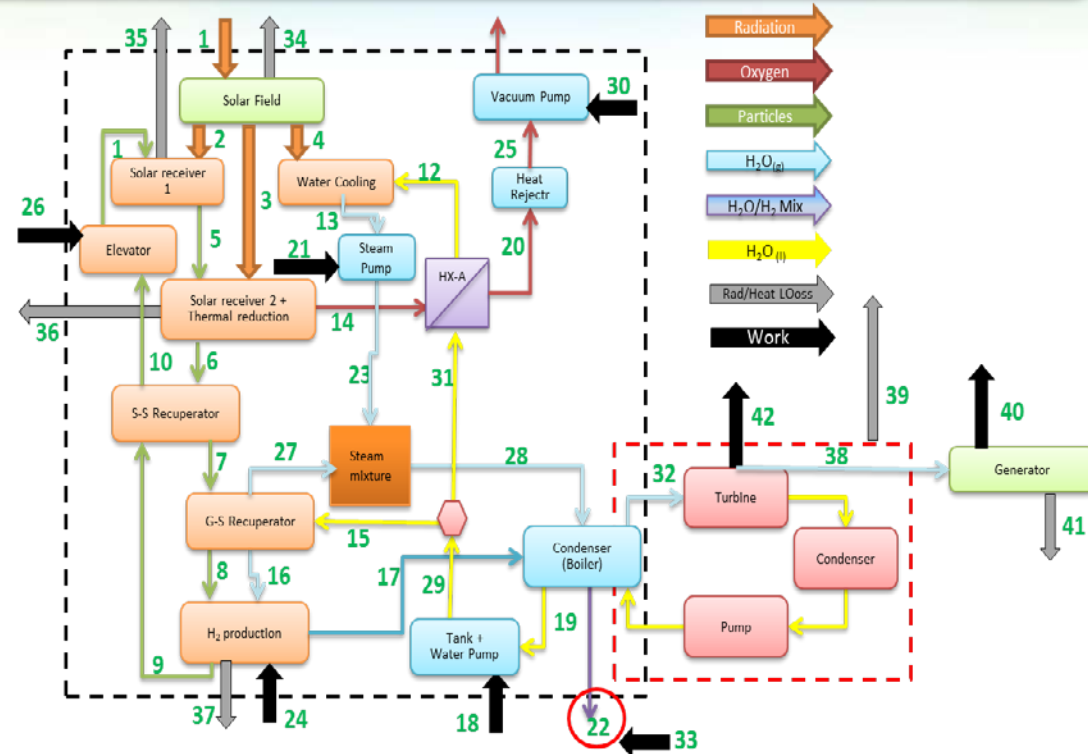 35
1
34
Solar Field
2
4
3
1
Solar receiver
1
Water Cooling
12
13
26
Elevator
5
21
Steam
Pump
HX-A
20
Solar receiver 2 +
Thermal reduction
14
36
10
6
23
31
S-S Recuperator
7
27
Steam
mixture
28
G-S Recuperator
15
8
16
17
29
H2 production
9
37
24
Tank +
Water Pump
18
19
Condenser
(Boiler)
22
33
Vacuum Pump
30
25
Heat
Rejectr
32
Turbine
42
38
39
Condenser
Pump
40
Generator
41
Radiation
Oxygen
Particles
H2O(g)
H2O/H2 Mix
H2O (l)
Rad/Heat LOoss
Work